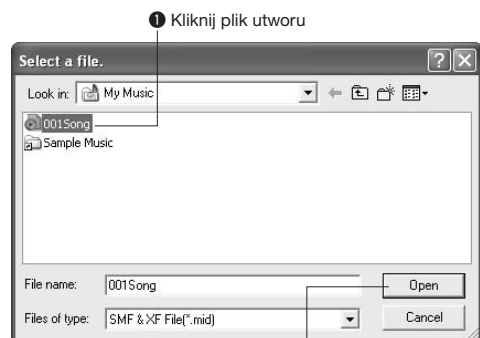 ❶ Kliknij plik utworu
Select a file.
Look in: My Music
001Song
Sample Music
File name: 001Song Open
Files of type: SMF & XF File(*.mid) Cancel